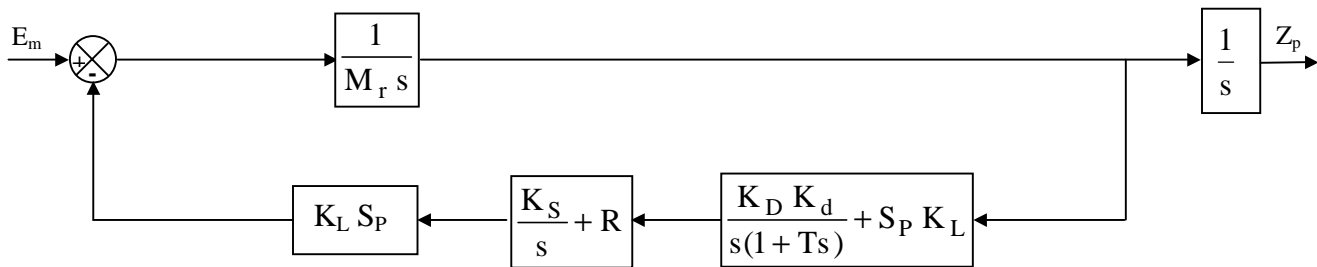 E_m
+
-
1 / (M_r s)
1 / s
Z_p
K_L S_P
K_S / s + R
K_D K_d / s(1 + Ts) + S_P K_L